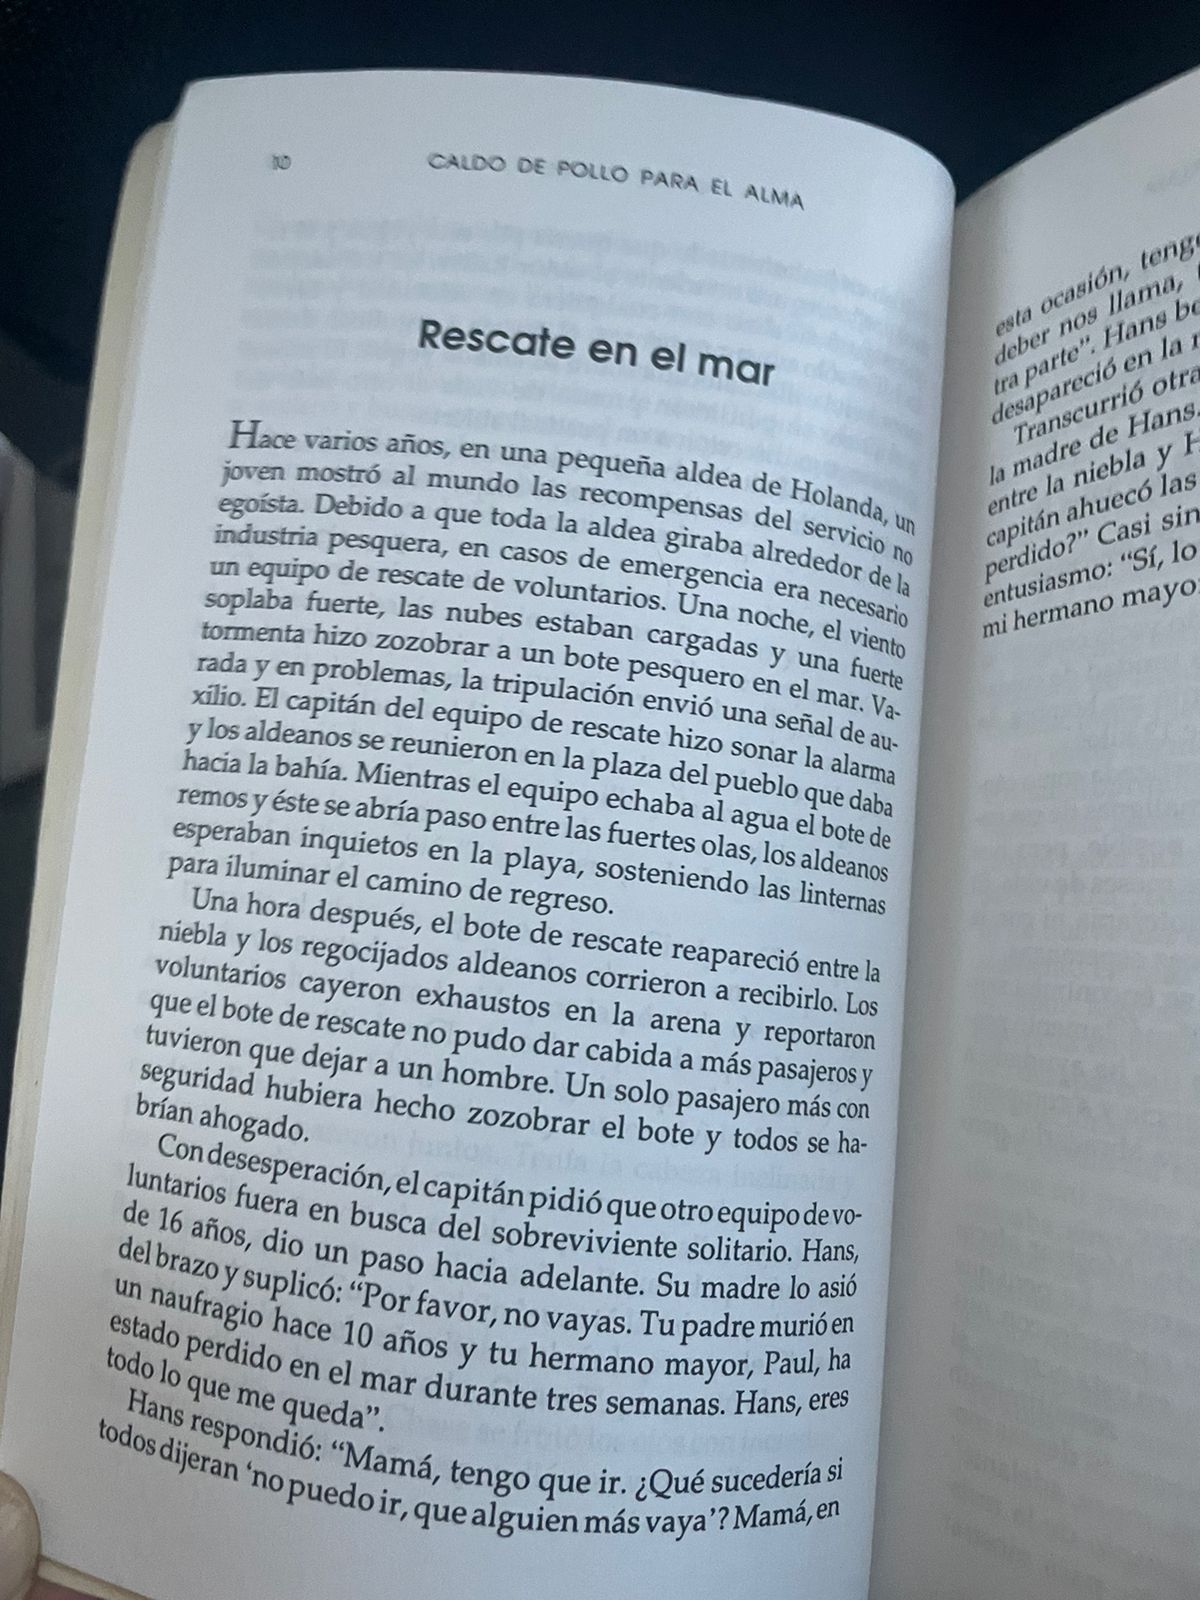 10
CALDO DE POLLO PARA EL ALMA
Rescate en el mar
Hace varios años, en una pequeña aldea de Holanda, un
joven mostró al mundo las recompensas del servicio no
egoísta. Debido a que toda la aldea giraba alrededor de la
industria pesquera, en casos de emergencia era necesario
un equipo de rescate de voluntarios. Una noche, el viento
soplaba fuerte, las nubes estaban cargadas y una fuerte
tormenta hizo zozobrar a un bote pesquero en el mar. Va-
rada y en problemas, la tripulación envió una señal de au-
xilio. El capitán del equipo de rescate hizo sonar la alarma
y los aldeanos se reunieron en la plaza del pueblo que daba
hacia la bahía. Mientras el equipo echaba al agua el bote de
remos y éste se abría paso entre las fuertes olas, los aldeanos
esperaban inquietos en la playa, sosteniendo las linternas
para iluminar el camino de regreso.
Una hora después, el bote de rescate reapareció entre la
niebla y los regocijados aldeanos corrieron a recibirlo. Los
voluntarios cayeron exhaustos en la arena y reportaron
que el bote de rescate no pudo dar cabida a más pasajeros y
tuvieron que dejar a un hombre. Un solo pasajero más con
seguridad hubiera hecho zozobrar el bote y todos se ha-
brían ahogado.
Con desesperación, el capitán pidió que otro equipo de vo-
luntarios fuera en busca del sobreviviente solitario. Hans,
de 16 años, dio un paso hacia adelante. Su madre lo asió
del brazo y suplicó: “Por favor, no vayas. Tu padre murió en
un naufragio hace 10 años y tu hermano mayor, Paul, ha
estado perdido en el mar durante tres semanas. Hans, eres
todo lo que me queda”.
Hans respondió: “Mamá, tengo que ir. ¿Qué sucedería si
todos dijeran ‘no puedo ir, que alguien más vaya’? Mamá, en
esta ocasión, teng
deber nos llama,
tra parte”. Hans be
desapareció en la
Transcurrió otra
la madre de Hans.
entre la niebla y H
capitán ahuecó las
perdido?” Casi sin
entusiasmo: “Sí, lo
mi hermano mayo